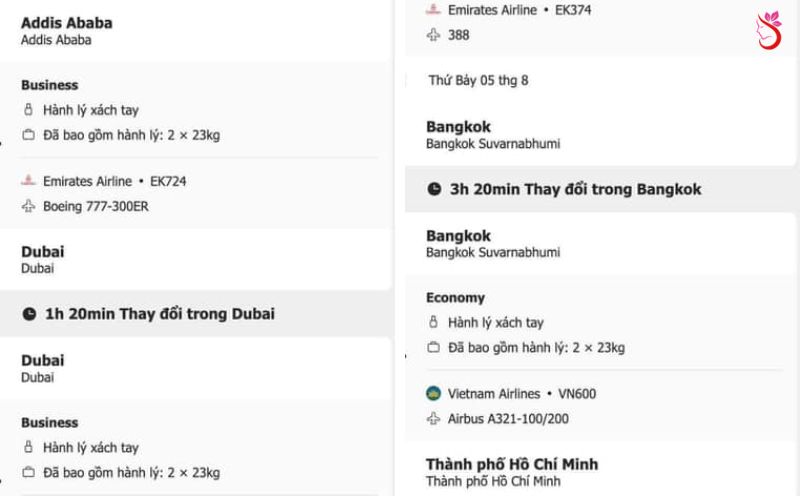 Addis Ababa
Addis Ababa
Business
Hành lý xách tay
Đã bao gồm hành lý: 2 × 23kg
Emirates Airline • EK724
Boeing 777-300ER
Dubai
Dubai
1h 20min Thay đổi trong Dubai
Dubai
Dubai
Business
Hành lý xách tay
Đã bao gồm hành lý: 2 × 23kg
Emirates Airline • EK374
388
Thứ Bảy 05 thg 8
Bangkok
Bangkok Suvarnabhumi
3h 20min Thay đổi trong Bangkok
Bangkok
Bangkok Suvarnabhumi
Economy
Hành lý xách tay
Đã bao gồm hành lý: 2 × 23kg
Vietnam Airlines • VN600
Airbus A321-100/200
Thành phố Hồ Chí Minh
Thành phố Hồ Chí Minh